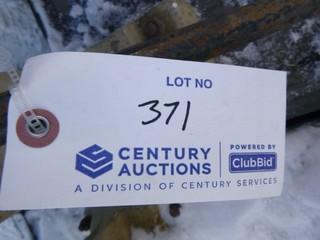 LOT NO
371
CENTURY AUCTIONS
POWERED BY
ClubBid
A DIVISION OF CENTURY SERVICES